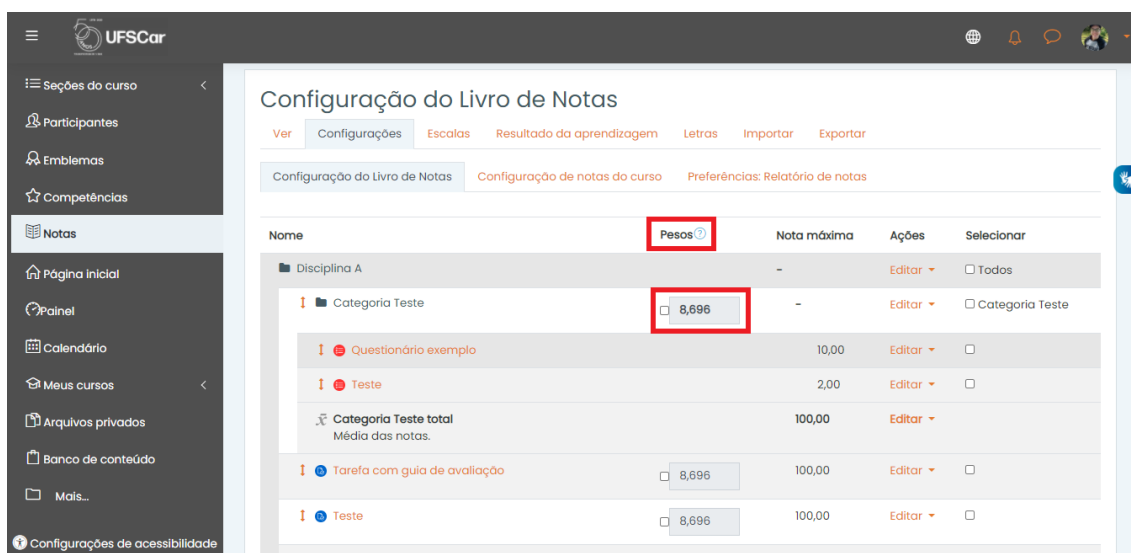 UFSCar
Seções do curso
Participantes
Emblemas
Competências
Notas
Página inicial
Painel
Calendário
Meus cursos
Arquivos privados
Banco de conteúdo
Mais...
Configurações de acessibilidade
Configuração do Livro de Notas
Ver Configurações Escalas Resultado da aprendizagem Letras Importar Exportar
Configuração do Livro de Notas Configuração de notas do curso Preferências: Relatório de notas
Nome Pesos Nota máxima Ações Selecionar
Disciplina A - Editar Todos
Categoria Teste 8,696 - Editar Categoria Teste
Questionário exemplo 10,00 Editar
Teste 2,00 Editar
Categoria Teste total 100,00 Editar
Média das notas.
Tarefa com guia de avaliação 8,696 100,00 Editar
Teste 8,696 100,00 Editar